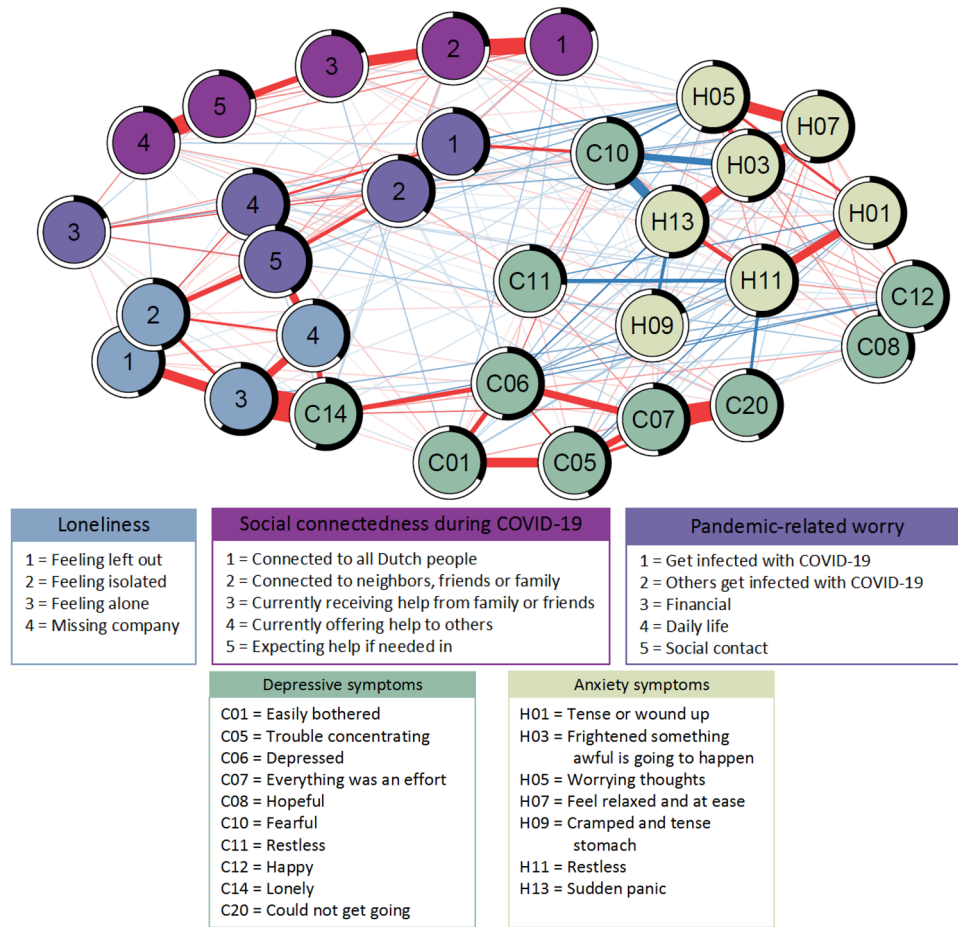 1
2
3
5
4
H05
H07
1
C10
H03
2
4
H13
H01
3
5
C11
H11
C12
2
4
H09
C08
1
C06
3
C14
C07
C20
C01
C05
Loneliness
1 = Feeling left out
2 = Feeling isolated
3 = Feeling alone
4 = Missing company
Social connectedness during COVID-19
1 = Connected to all Dutch people
2 = Connected to neighbors, friends or family
3 = Currently receiving help from family or friends
4 = Currently offering help to others
5 = Expecting help if needed in
Pandemic-related worry
1 = Get infected with COVID-19
2 = Others get infected with COVID-19
3 = Financial
4 = Daily life
5 = Social contact
Depressive symptoms
C01 = Easily bothered
C05 = Trouble concentrating
C06 = Depressed
C07 = Everything was an effort
C08 = Hopeful
C10 = Fearful
C11 = Restless
C12 = Happy
C14 = Lonely
C20 = Could not get going
Anxiety symptoms
H01 = Tense or wound up
H03 = Frightened something
awful is going to happen
H05 = Worrying thoughts
H07 = Feel relaxed and at ease
H09 = Cramped and tense
stomach
H11 = Restless
H13 = Sudden panic